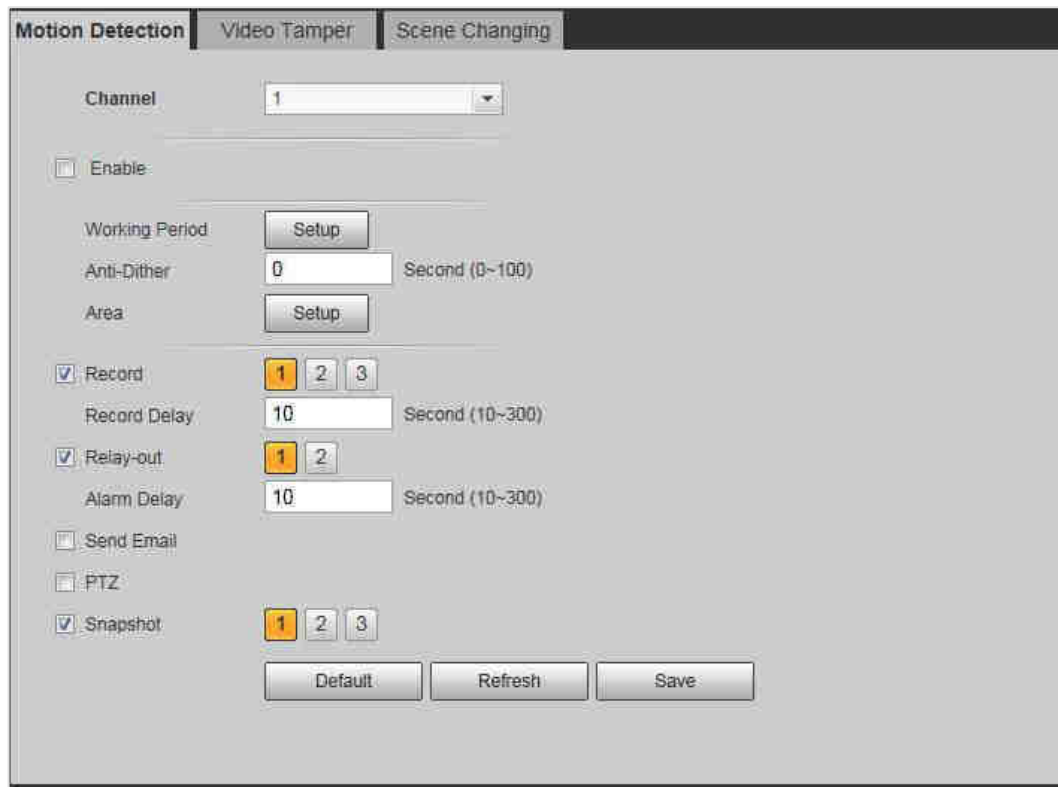 Motion Detection Video Tamper Scene Changing
Channel 1
Enable
Working Period Setup
Anti-Dither 0 Second (0~100)
Area Setup
Record 1 2 3
Record Delay 10 Second (10~300)
Relay-out 1 2
Alarm Delay 10 Second (10~300)
Send Email
PTZ
Snapshot 1 2 3
Default Refresh Save